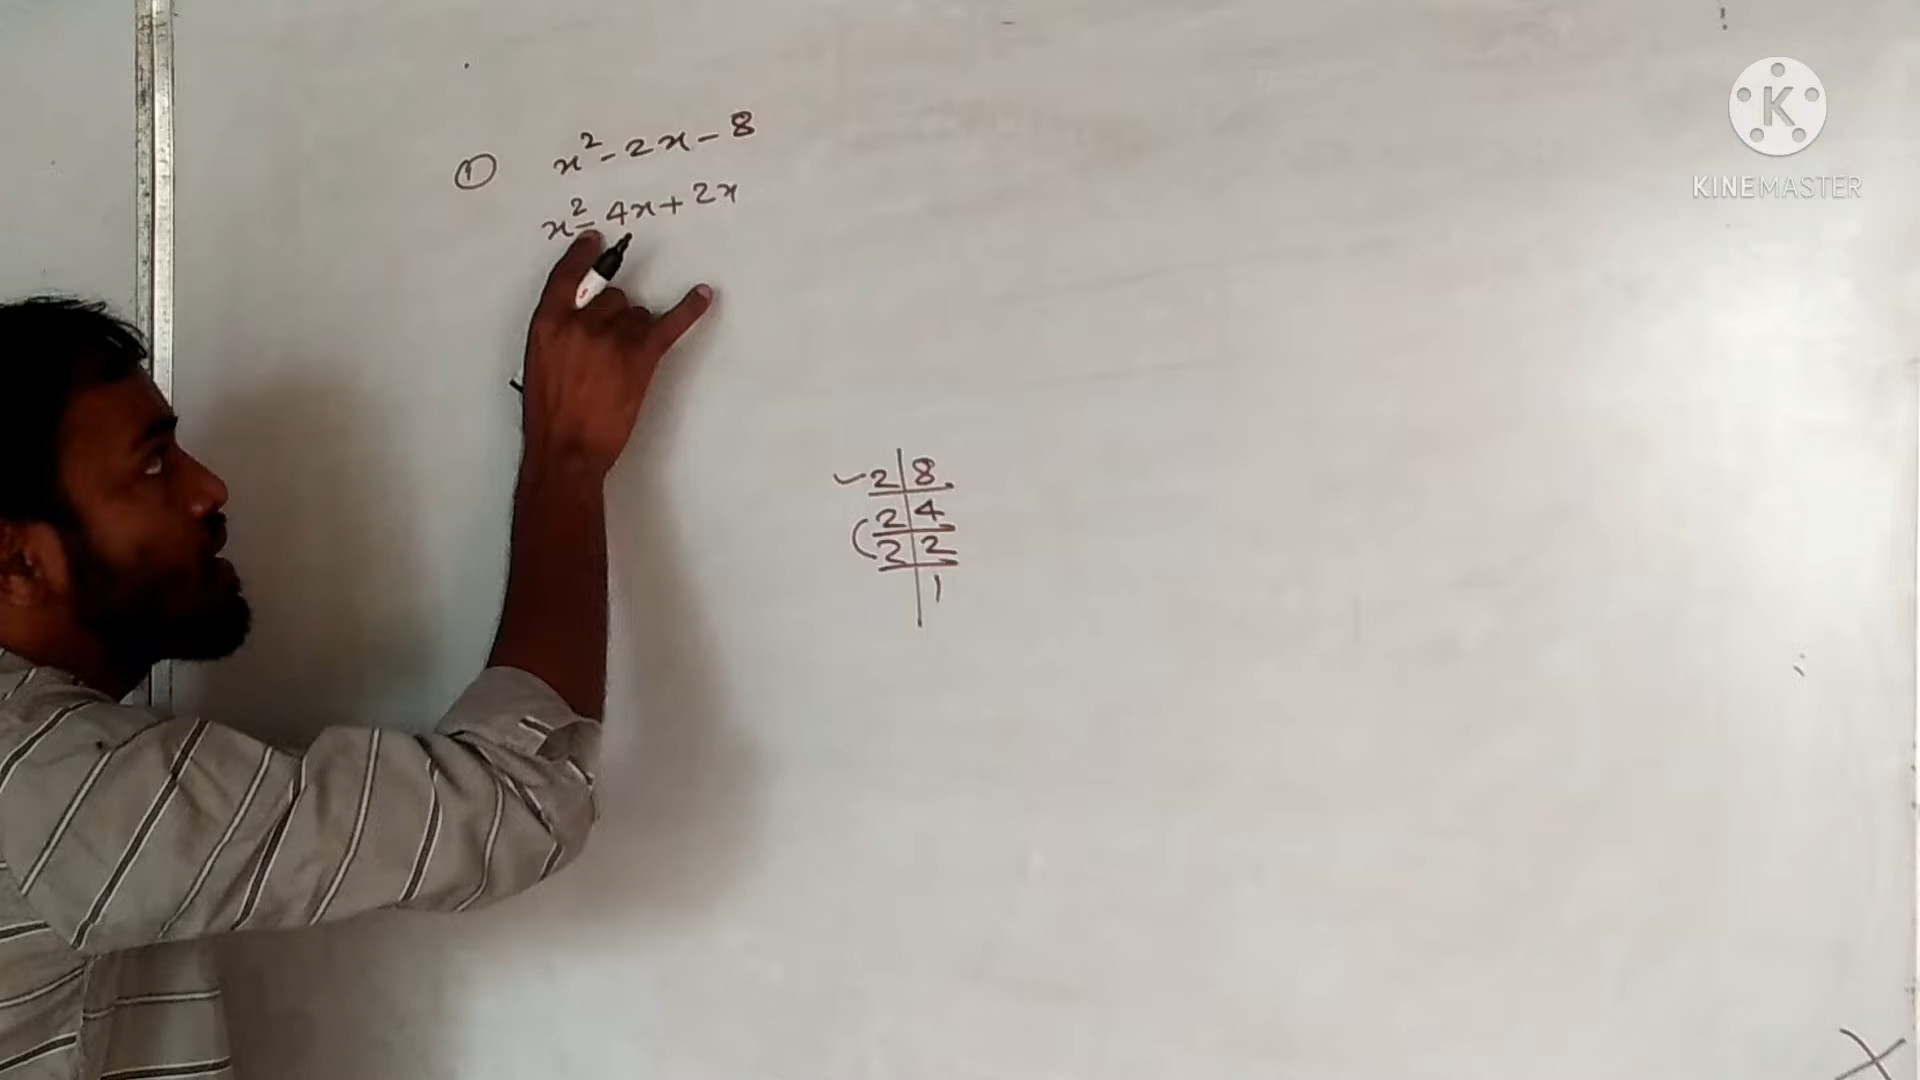 ① x² - 2x - 8
x² - 4x + 2x
2 | 8
2 | 4
2 | 2
1
KINEMASTER